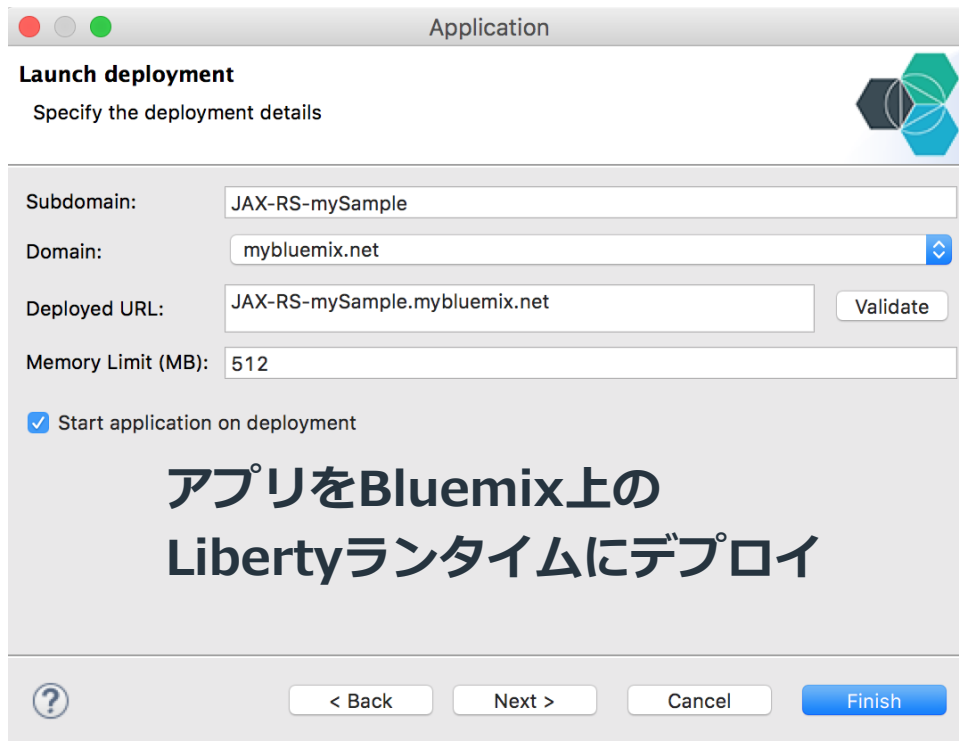 Application
Launch deployment
Specify the deployment details
Subdomain: JAX-RS-mySample
Domain: mybluemix.net
Deployed URL: JAX-RS-mySample.mybluemix.net Validate
Memory Limit (MB): 512
Start application on deployment
アプリをBluemix上の
Libertyランタイムにデプロイ
? < Back Next > Cancel Finish